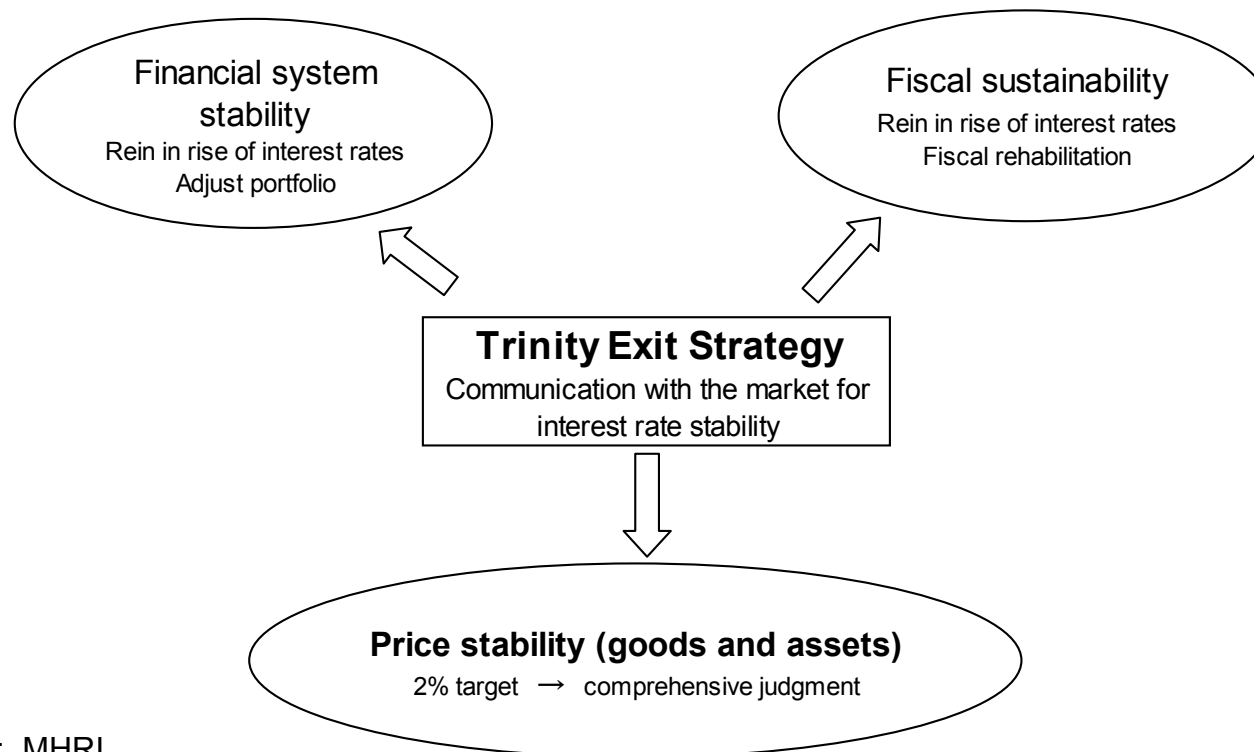 Financial system
stability
Rein in rise of interest rates
Adjust portfolio
Fiscal sustainability
Rein in rise of interest rates
Fiscal rehabilitation
Trinity Exit Strategy
Communication with the market for
interest rate stability
Price stability (goods and assets)
2% target → comprehensive judgment
: MHRI